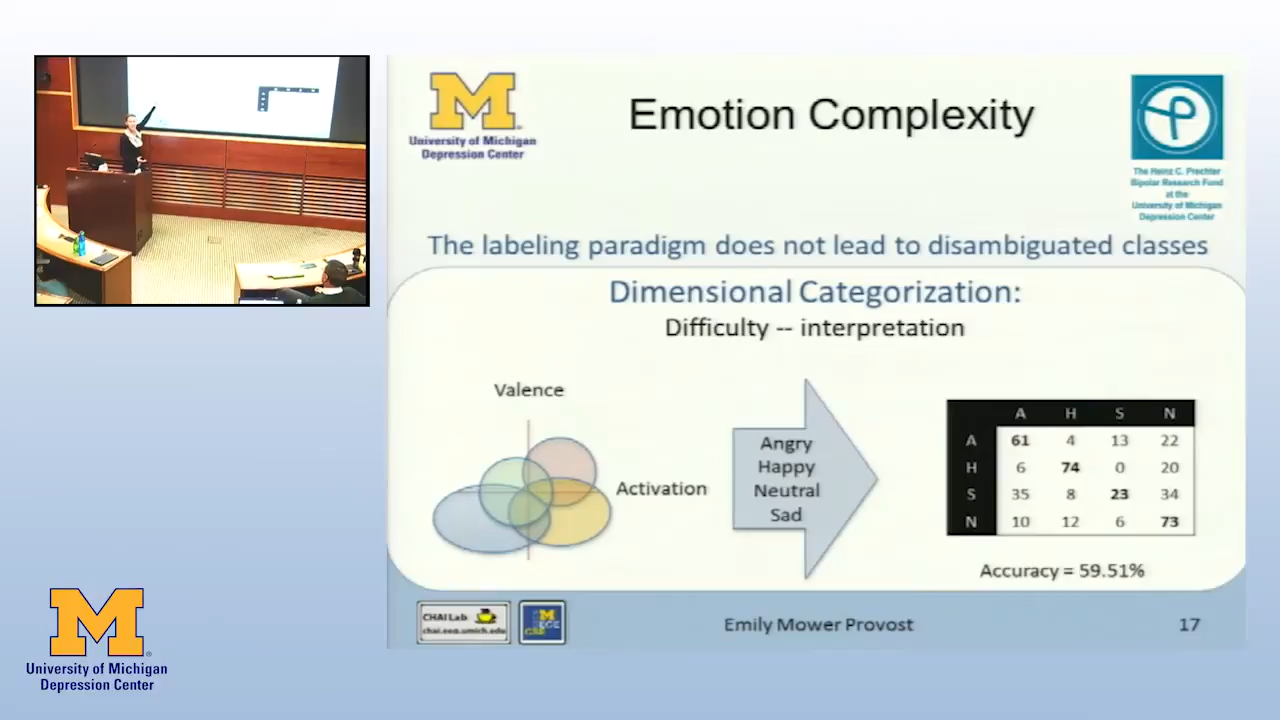 University of Michigan
Depression Center
Emotion Complexity
The Heinz C. Prechter
Bipolar Research Fund
at the
University of Michigan
Depression Center
The labeling paradigm does not lead to disambiguated classes
Dimensional Categorization:
Difficulty -- interpretation
Valence
Activation
Angry
Happy
Neutral
Sad
A H S N
A 61 4 13 22
H 6 74 0 20
S 35 8 23 34
N 10 12 6 73
Accuracy = 59.51%
CHAI Lab
chai.eecs.umich.edu
Emily Mower Provost
17
University of Michigan
Depression Center